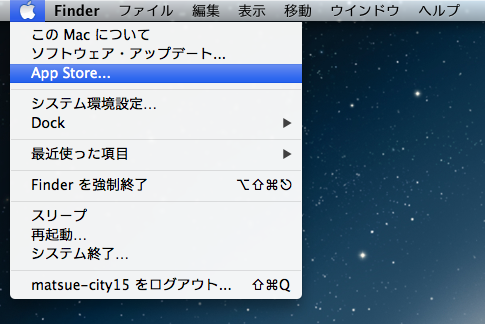 Finder ファイル 編集 表示 移動 ウインドウ ヘルプ
この Mac について
ソフトウェア・アップデート...
App Store...
システム環境設定...
Dock ▶
最近使った項目 ▶
Finder を強制終了 ⌥⇧⌘⎋
スリープ
再起動...
システム終了...
matsue-city15 をログアウト... ⇧⌘Q